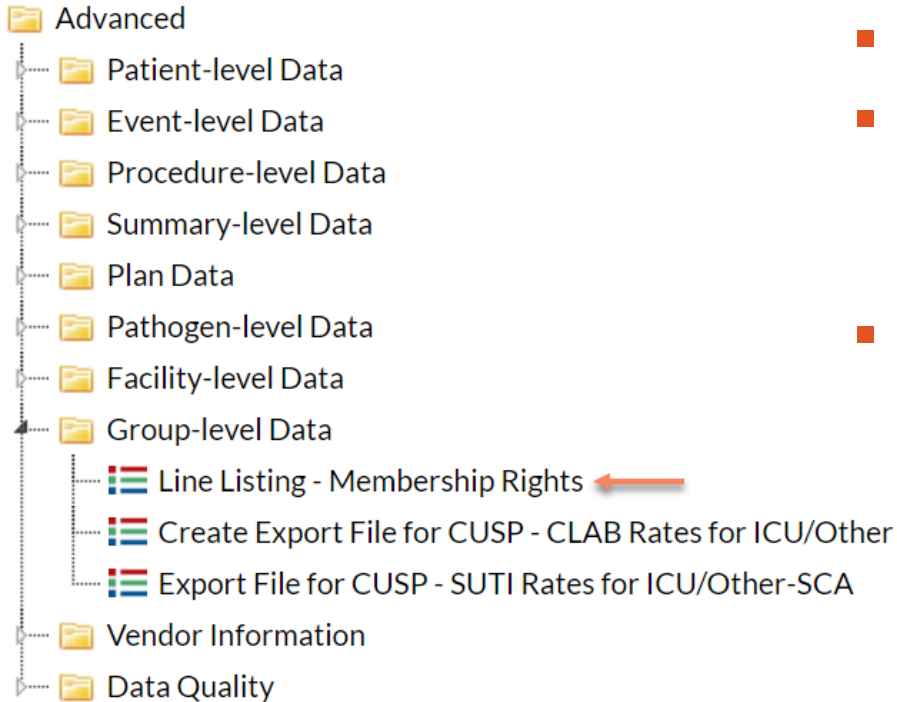 Advanced
Patient-level Data
Event-level Data
Procedure-level Data
Summary-level Data
Plan Data
Pathogen-level Data
Facility-level Data
Group-level Data
Line Listing - Membership Rights
Create Export File for CUSP - CLAB Rates for ICU/Other
Export File for CUSP - SUTI Rates for ICU/Other-SCA
Vendor Information
Data Quality